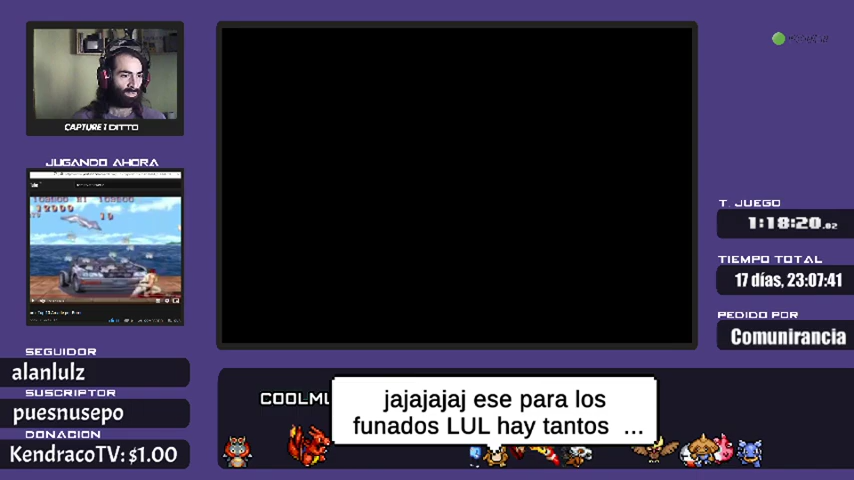 CAPTURE 1 DITTO
JUGANDO AHORA
T. JUEGO
1:18:20.02
TIEMPO TOTAL
17 días, 23:07:41
PEDIDO POR
Comunirancia
SEGUIDOR
alanlulz
SUSCRIPTOR
puesnusepo
DONACION
KendracoTV: $1.00
jajajajaj ese para los
funados LUL hay tantos ...